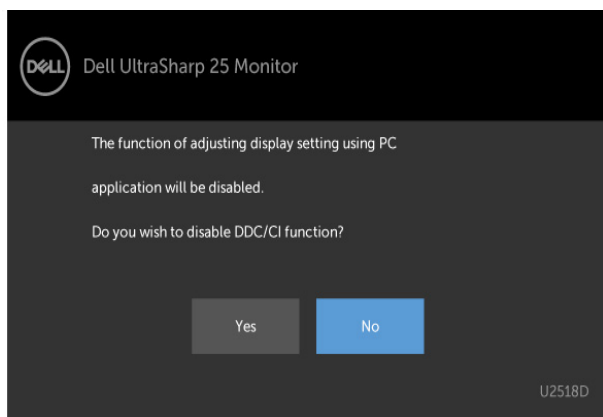 DELL
Dell UltraSharp 25 Monitor
The function of adjusting display setting using PC
application will be disabled.
Do you wish to disable DDC/CI function?
Yes
No
U2518D